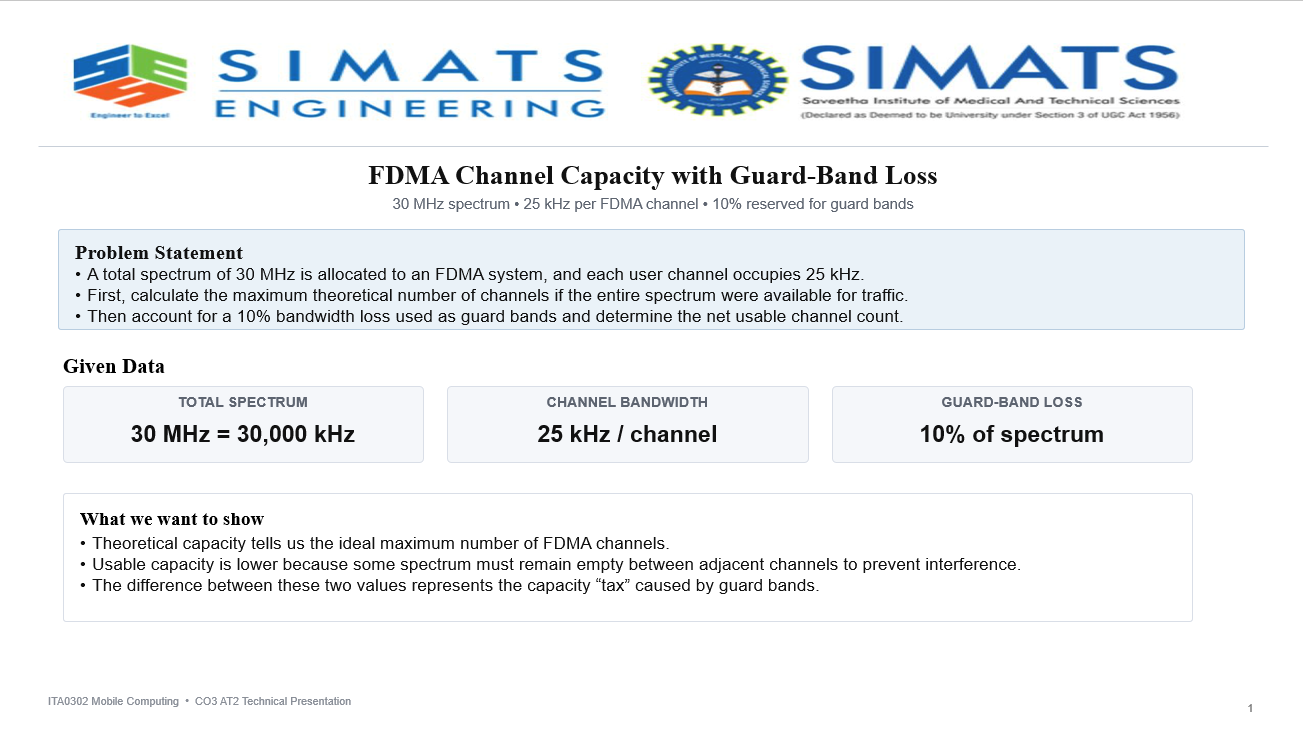 SIMATS
ENGINEERING
Engineer to Excel
SIMATS
Saveetha Institute of Medical And Technical Sciences
(Declared as Deemed to be University under Section 3 of UGC Act 1956)
FDMA Channel Capacity with Guard-Band Loss
30 MHz spectrum • 25 kHz per FDMA channel • 10% reserved for guard bands
Problem Statement
• A total spectrum of 30 MHz is allocated to an FDMA system, and each user channel occupies 25 kHz.
• First, calculate the maximum theoretical number of channels if the entire spectrum were available for traffic.
• Then account for a 10% bandwidth loss used as guard bands and determine the net usable channel count.
Given Data
TOTAL SPECTRUM
30 MHz = 30,000 kHz
CHANNEL BANDWIDTH
25 kHz / channel
GUARD-BAND LOSS
10% of spectrum
What we want to show
• Theoretical capacity tells us the ideal maximum number of FDMA channels.
• Usable capacity is lower because some spectrum must remain empty between adjacent channels to prevent interference.
• The difference between these two values represents the capacity “tax” caused by guard bands.
ITA0302 Mobile Computing • CO3 AT2 Technical Presentation
1